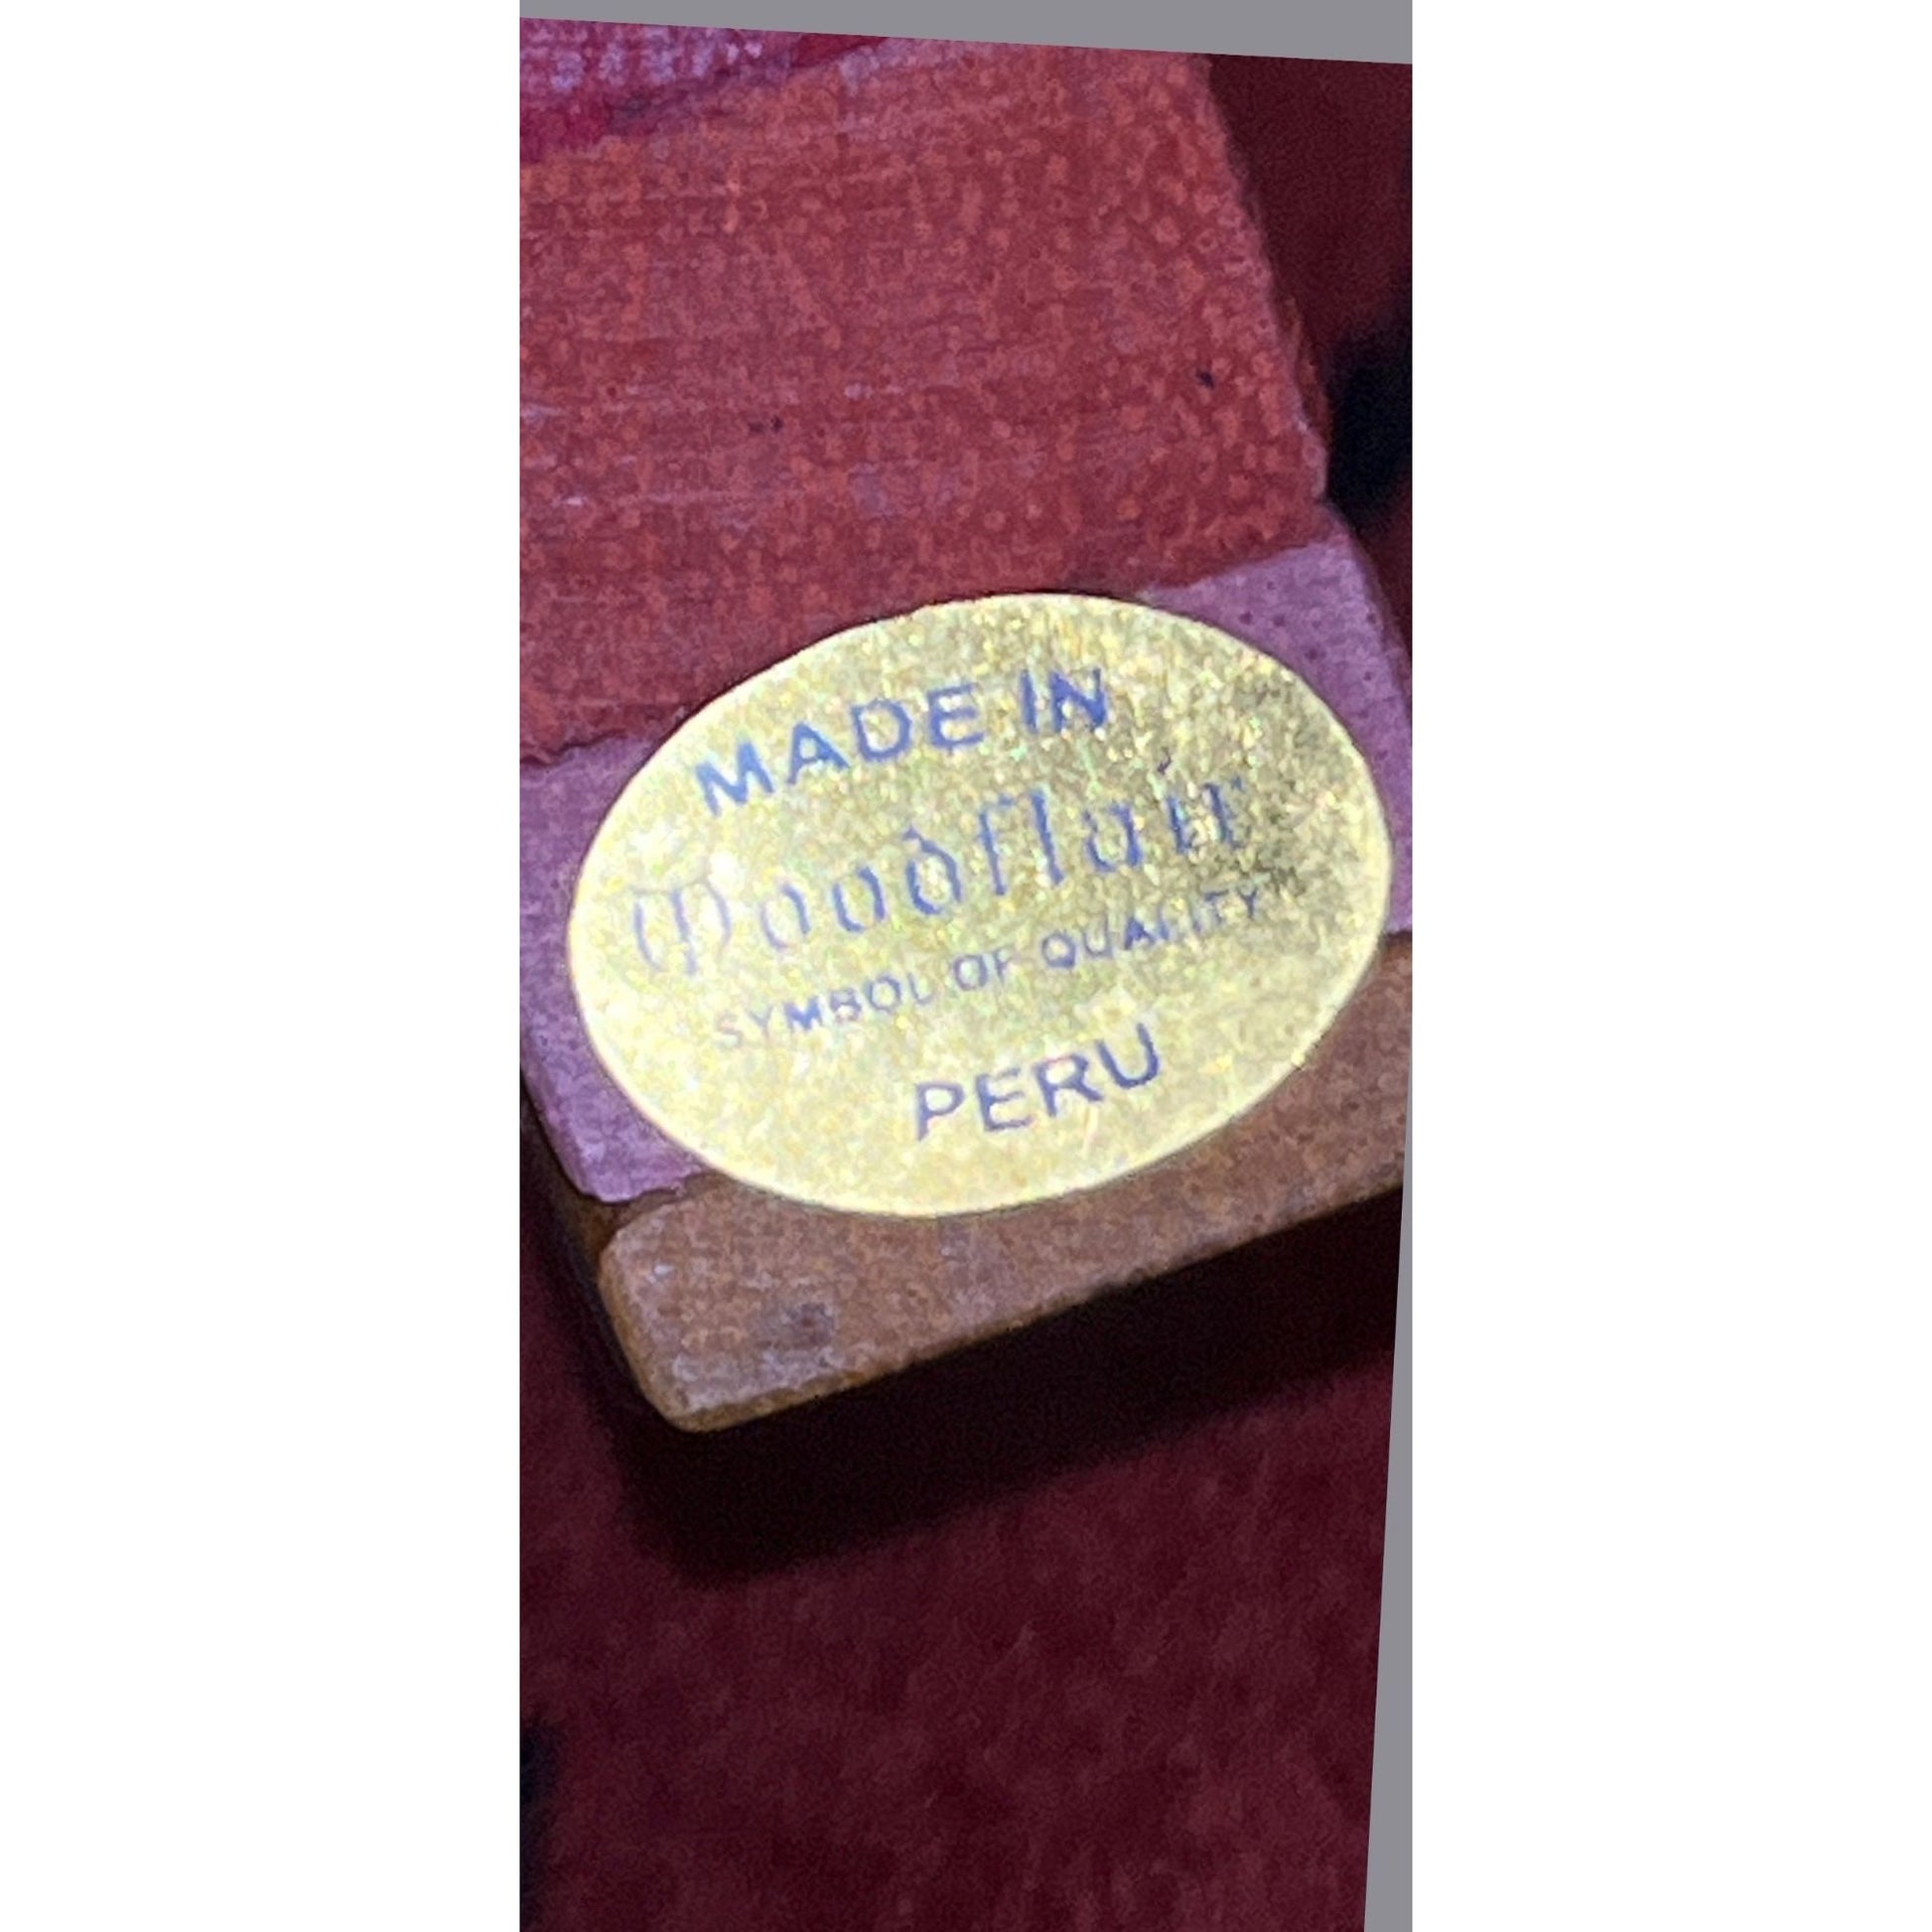 MADE IN
Woodflair
SYMBOL OF QUALITY
PERU